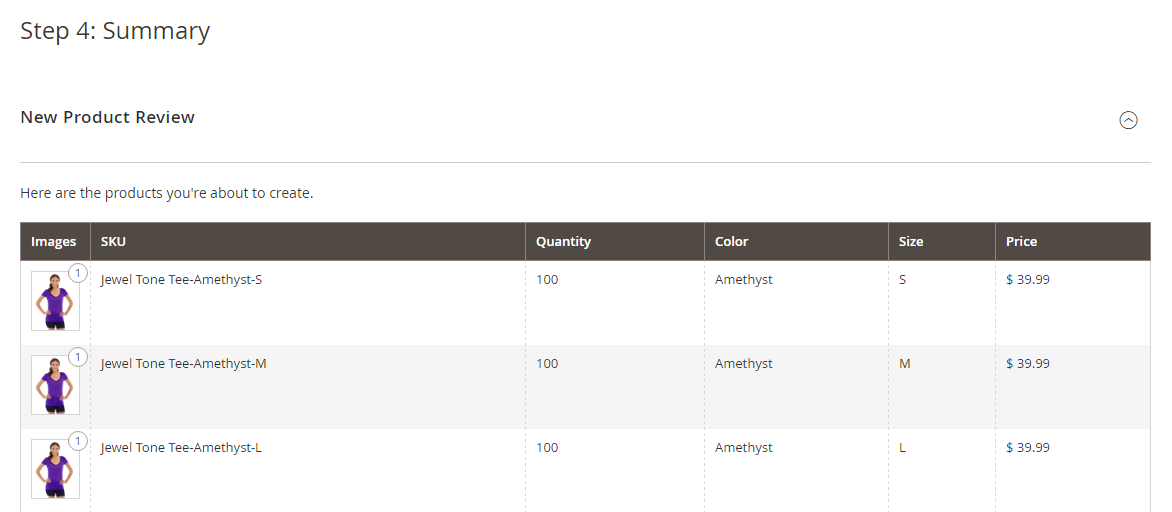 Step 4: Summary
New Product Review
Here are the products you're about to create.
Images SKU Quantity Color Size Price
1 Jewel Tone Tee-Amethyst-S 100 Amethyst S $ 39.99
1 Jewel Tone Tee-Amethyst-M 100 Amethyst M $ 39.99
1 Jewel Tone Tee-Amethyst-L 100 Amethyst L $ 39.99